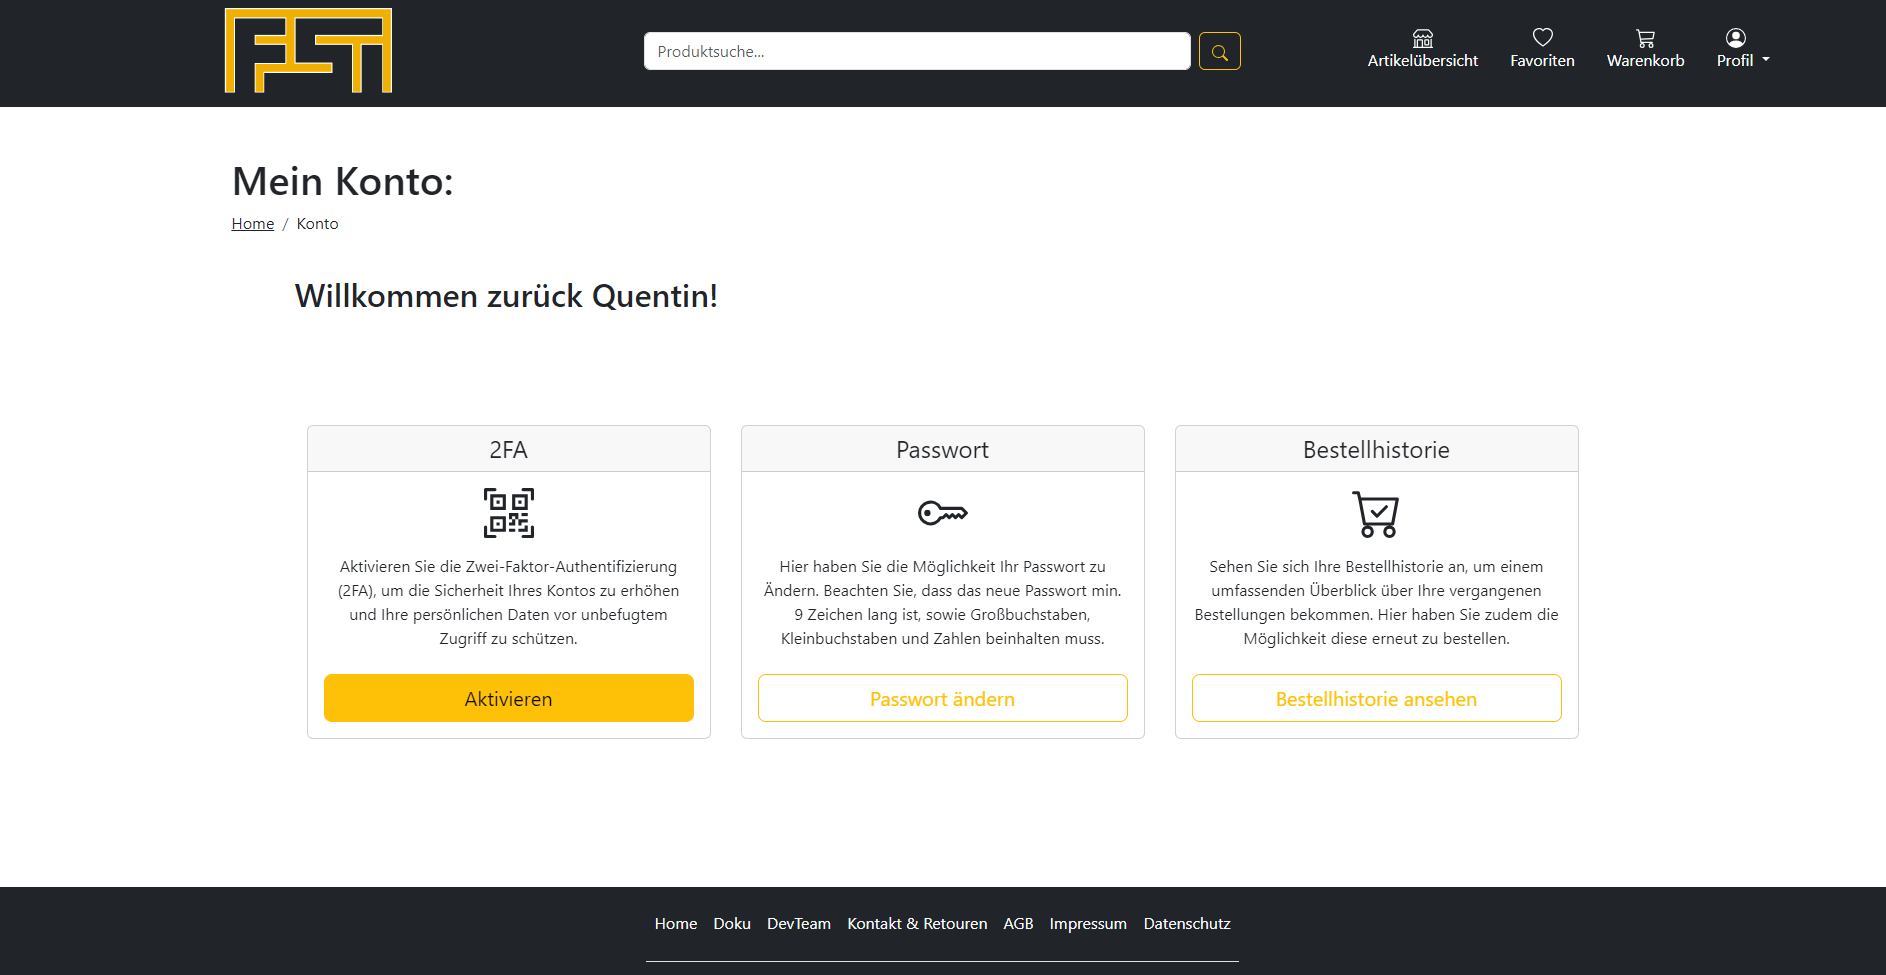 Produktsuche...
Artikelübersicht
Favoriten
Warenkorb
Profil
Mein Konto:
Home / Konto
Willkommen zurück Quentin!
2FA
Aktivieren Sie die Zwei-Faktor-Authentifizierung
(2FA), um die Sicherheit Ihres Kontos zu erhöhen
und Ihre persönlichen Daten vor unbefugtem
Zugriff zu schützen.
Aktivieren
Passwort
Hier haben Sie die Möglichkeit Ihr Passwort zu
Ändern. Beachten Sie, dass das neue Passwort min.
9 Zeichen lang ist, sowie Großbuchstaben,
Kleinbuchstaben und Zahlen beinhalten muss.
Passwort ändern
Bestellhistorie
Sehen Sie sich Ihre Bestellhistorie an, um einem
umfassenden Überblick über Ihre vergangenen
Bestellungen bekommen. Hier haben Sie zudem die
Möglichkeit diese erneut zu bestellen.
Bestellhistorie ansehen
Home Doku DevTeam Kontakt & Retouren AGB Impressum Datenschutz